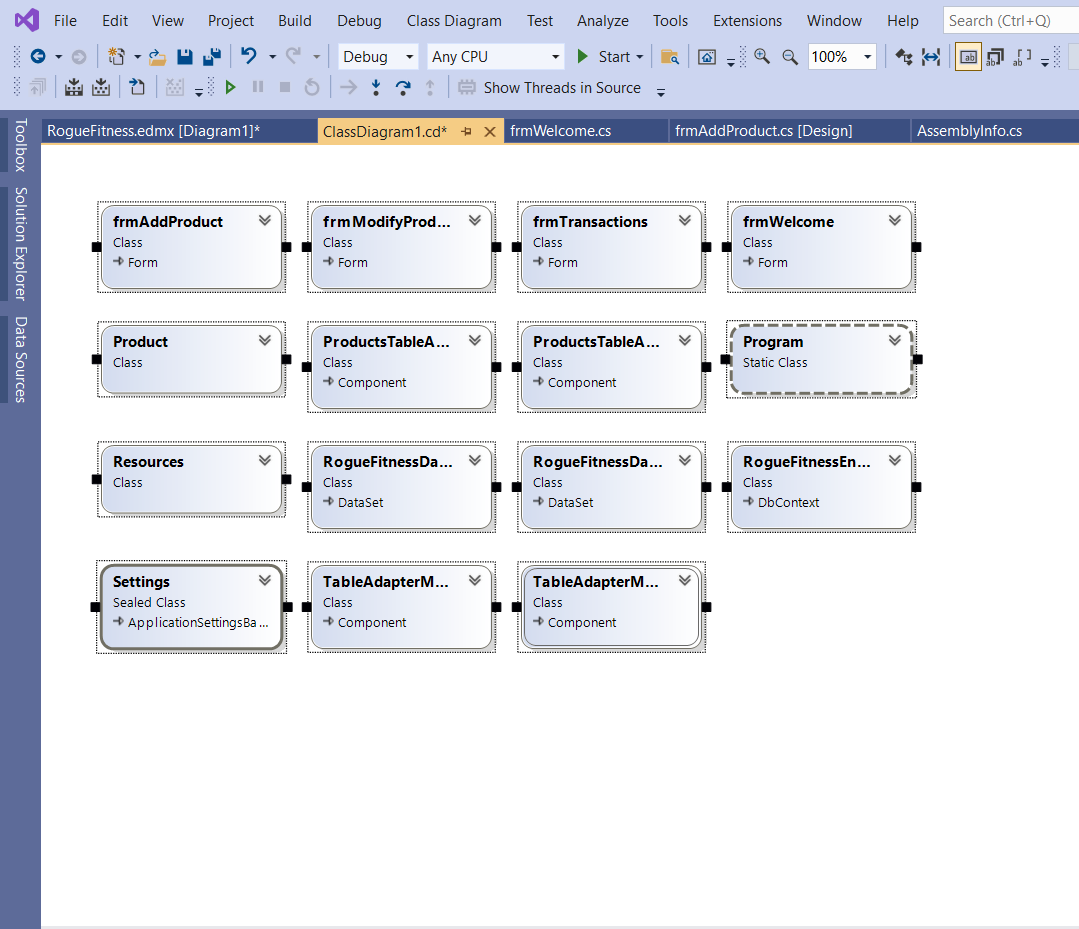 File Edit View Project Build Debug Class Diagram Test Analyze Tools Extensions Window Help Search (Ctrl+Q)
Debug Any CPU Start 100%
Show Threads in Source
RogueFitness.edmx [Diagram1]* ClassDiagram1.cd* frmWelcome.cs frmAddProduct.cs [Design] AssemblyInfo.cs
Toolbox
Solution Explorer
Data Sources
frmAddProduct
Class
Form
frmModifyProd...
Class
Form
frmTransactions
Class
Form
frmWelcome
Class
Form
Product
Class
ProductsTableA...
Class
Component
ProductsTableA...
Class
Component
Program
Static Class
Resources
Class
RogueFitnessDa...
Class
DataSet
RogueFitnessDa...
Class
DataSet
RogueFitnessEn...
Class
DbContext
Settings
Sealed Class
ApplicationSettingsBa...
TableAdapterM...
Class
Component
TableAdapterM...
Class
Component